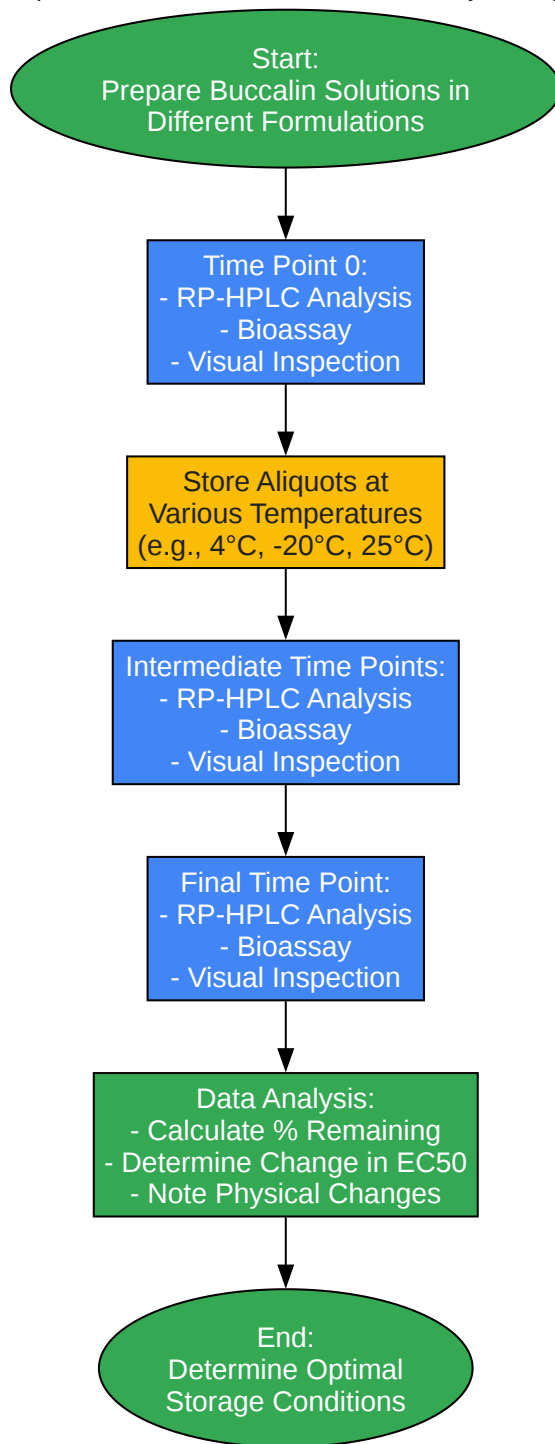 Start:
Prepare Buccalin Solutions in
Different Formulations
Time Point 0:
- RP-HPLC Analysis
- Bioassay
- Visual Inspection
Store Aliquots at
Various Temperatures
(e.g., 4°C, -20°C, 25°C)
Intermediate Time Points:
- RP-HPLC Analysis
- Bioassay
- Visual Inspection
Final Time Point:
- RP-HPLC Analysis
- Bioassay
- Visual Inspection
Data Analysis:
- Calculate % Remaining
- Determine Change in EC50
- Note Physical Changes
End:
Determine Optimal
Storage Conditions